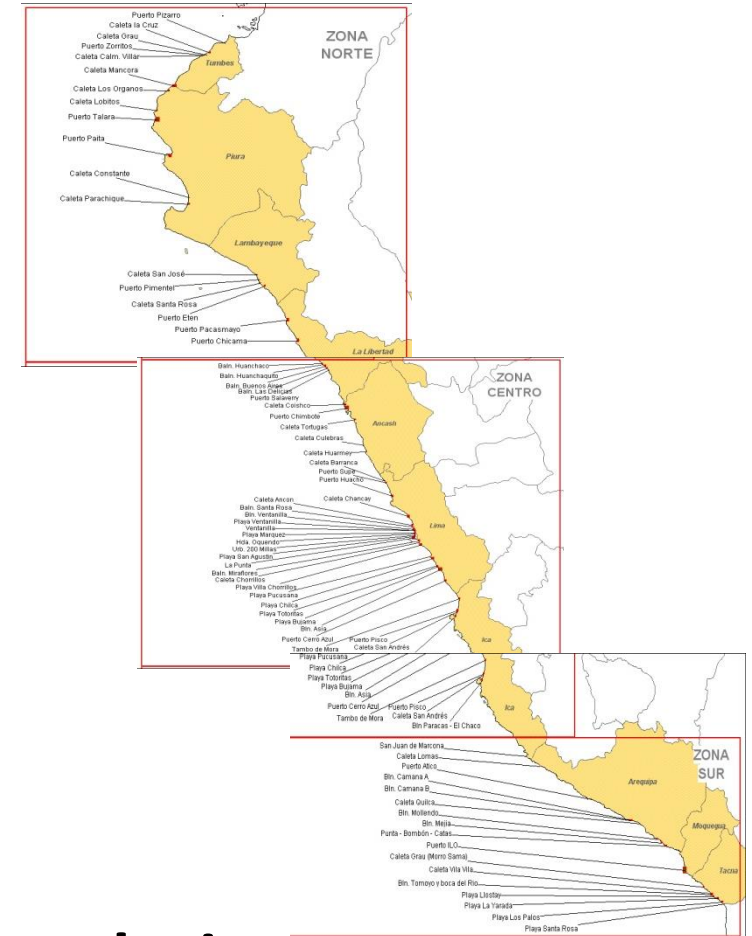 Puerto Pizarro
Caleta la Cruz
Caleta Grau
Puerto Zorritos
Caleta Calm. Villar
Caleta Mancora
Caleta Los Organos
Caleta Lobitos
Puerto Talara
Puerto Paita
Caleta Constante
Caleta Parachique
ZONA
NORTE
Tumbes
Piura
Lambayeque
Caleta San José
Puerto Pimentel
Caleta Santa Rosa
Puerto Eten
Puerto Pacasmayo
Puerto Chicama
La Libertad
Baln. Huanchaco
Baln. Huanchaquito
Baln. Buenos Aires
Baln. Las Delicias
Puerto Salaverry
Caleta Coishco
Puerto Chimbote
Caleta Tortugas
Caleta Culebras
Caleta Huarmey
Caleta Barranca
Puerto Supe
Puerto Huacho
Caleta Chancay
Caleta Ancon
Baln. Santa Rosa
Bln. Ventanilla
Playa Ventanilla
Ventanilla
Playa Marquez
Hda. Oquendo
Urb. 200 Millas
Playa San Agustin
La Punta
Baln. Miraflores
Caleta Chorrillos
Playa Villa Chorrillos
Playa Pucusana
Playa Chilca
Playa Totoritas
Playa Bujama
Bln. Asia
Puerto Cerro Azul
Tambo de Mora
Puerto Pisco
Caleta San Andrés
ZONA
CENTRO
Ancash
Lima
Ica
Playa Pucusana
Playa Chilca
Playa Totoritas
Playa Bujama
Bln. Asia
Puerto Cerro Azul
Tambo de Mora
Puerto Pisco
Caleta San Andrés
Bln Paracas - El Chaco
Ica
San Juan de Marcona
Caleta Lomas
Puerto Atico
Bln. Camana A
Bln. Camana B
Caleta Quilca
Bln. Mollendo
Bln. Mejia
Punta - Bombón - Catas
Puerto ILO
Caleta Grau (Morro Sama)
Caleta Vila Vila
Bln. Tomoyo y boca del Rio
Playa Llostay
Playa La Yarada
Playa Los Palos
Playa Santa Rosa
ZONA
SUR
Arequipa
Moquegua
Tacna